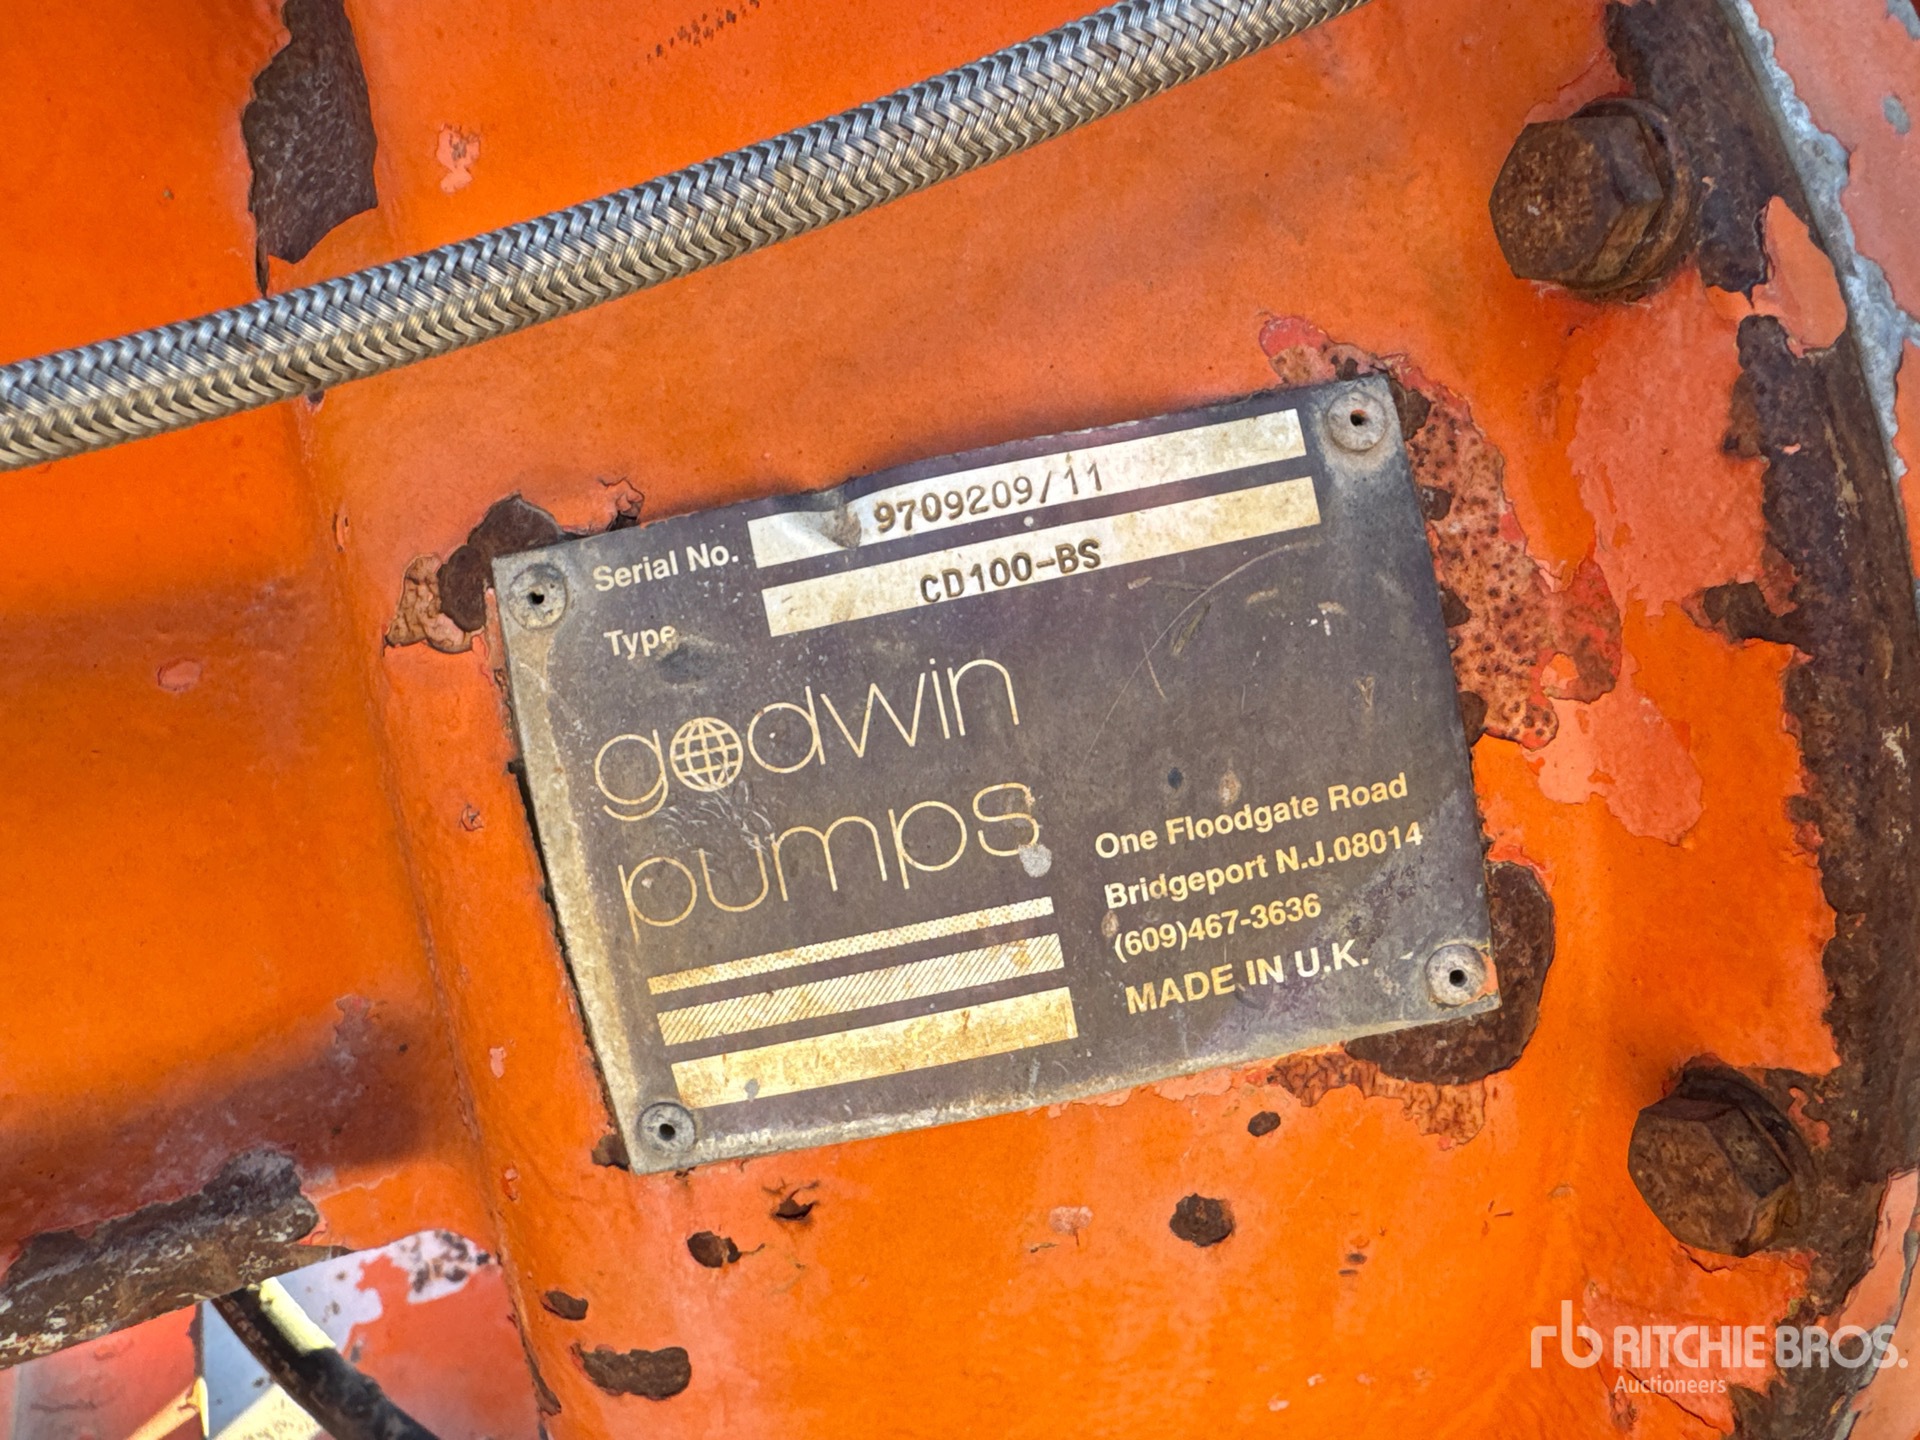 Serial No. 9709209/11
Type CD100-BS
godwin
pumps
One Floodgate Road
Bridgeport N.J.08014
(609)467-3636
MADE IN U.K.
rb RITCHIE BROS.
Auctioneers